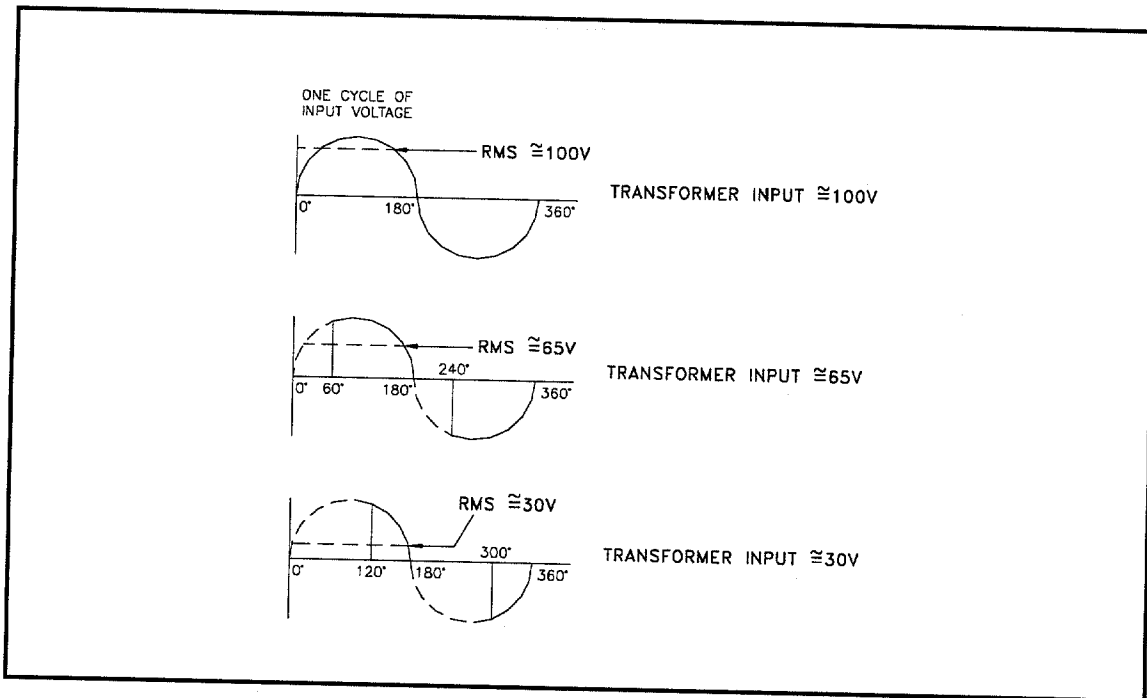 ONE CYCLE OF
INPUT VOLTAGE
RMS ≅100V
TRANSFORMER INPUT ≅100V
0° 180° 360°
RMS ≅65V
240°
TRANSFORMER INPUT ≅65V
0° 60° 180° 360°
RMS ≅30V
300°
TRANSFORMER INPUT ≅30V
0° 120° 180° 360°